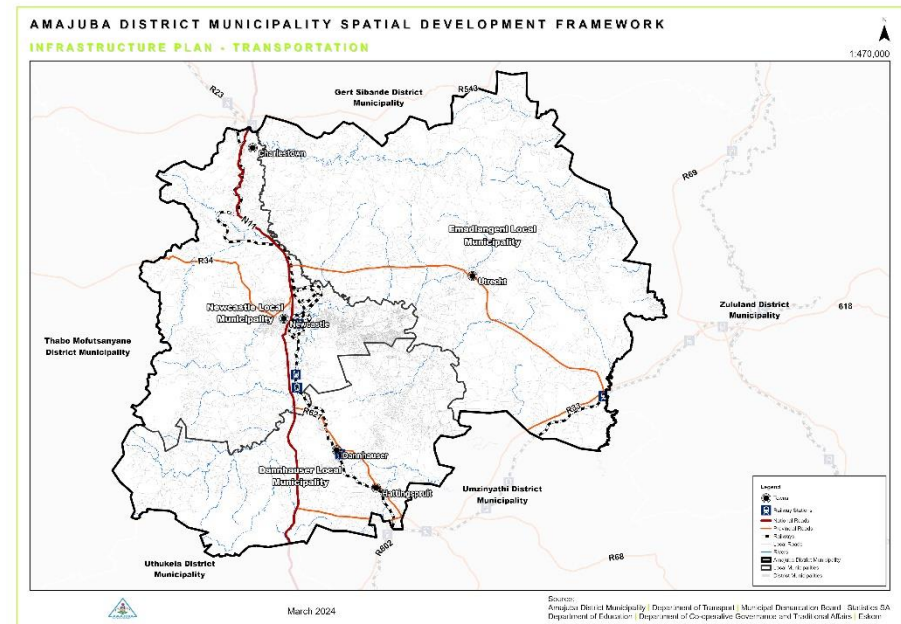 AMAJUBA DISTRICT MUNICIPALITY SPATIAL DEVELOPMENT FRAMEWORK
INFRASTRUCTURE PLAN - TRANSPORTATION
1:470,000
R23
Gert Sibande District
Municipality
R543
Charlestown
R69
N11
Emadlangeni Local
Municipality
R34
Utrecht
Newcastle Local
Municipality
Newcastle
Zululand District
Municipality
618
Thabo Mofutsanyane
District Municipality
R621
R33
Dannhauser
Dannhauser Local
Municipality
Hattingspruit
Umzinyathi District
Municipality
R602
R68
Uthukela District
Municipality
Legend
Towns
Railway Stations
National Roads
Provincial Roads
Railways
Local Roads
Rivers
Amajuba District Municipality
Local Municipalities
District Municipalities
March 2024
Source:
Amajuba District Municipality | Department of Transport | Municipal Demarcation Board | Statistics SA
Department of Education | Department of Co-operative Governance and Traditional Affairs | Eskom